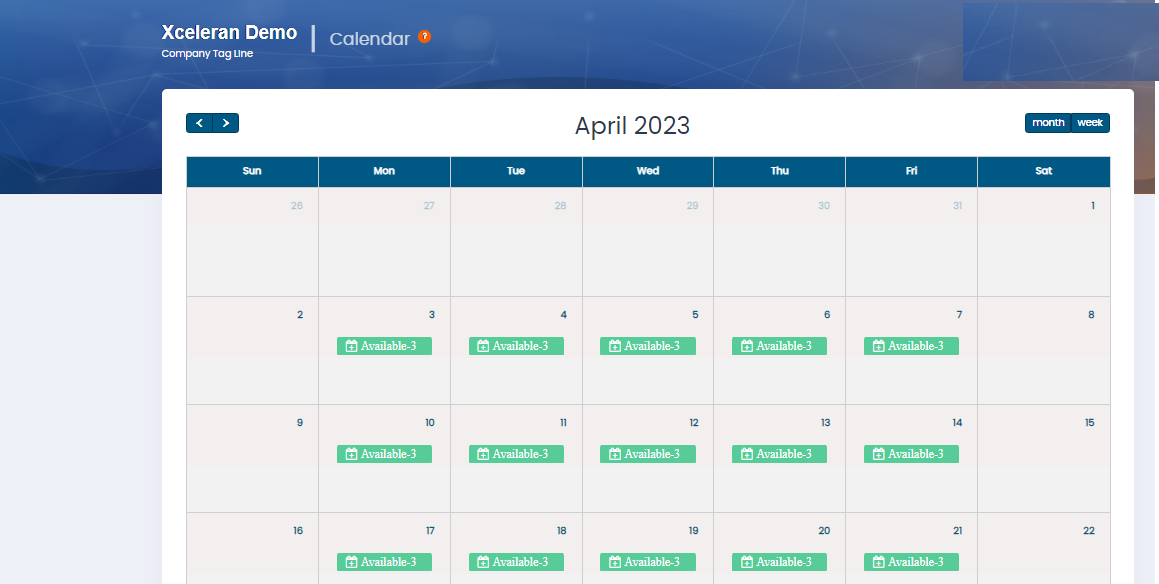 Xceleran Demo
Company Tag Line
Calendar ?
April 2023
month week
Sun Mon Tue Wed Thu Fri Sat
26 27 28 29 30 31 1
2 3 4 5 6 7 8
Available-3 Available-3 Available-3 Available-3 Available-3
9 10 11 12 13 14 15
Available-3 Available-3 Available-3 Available-3 Available-3
16 17 18 19 20 21 22
Available-3 Available-3 Available-3 Available-3 Available-3